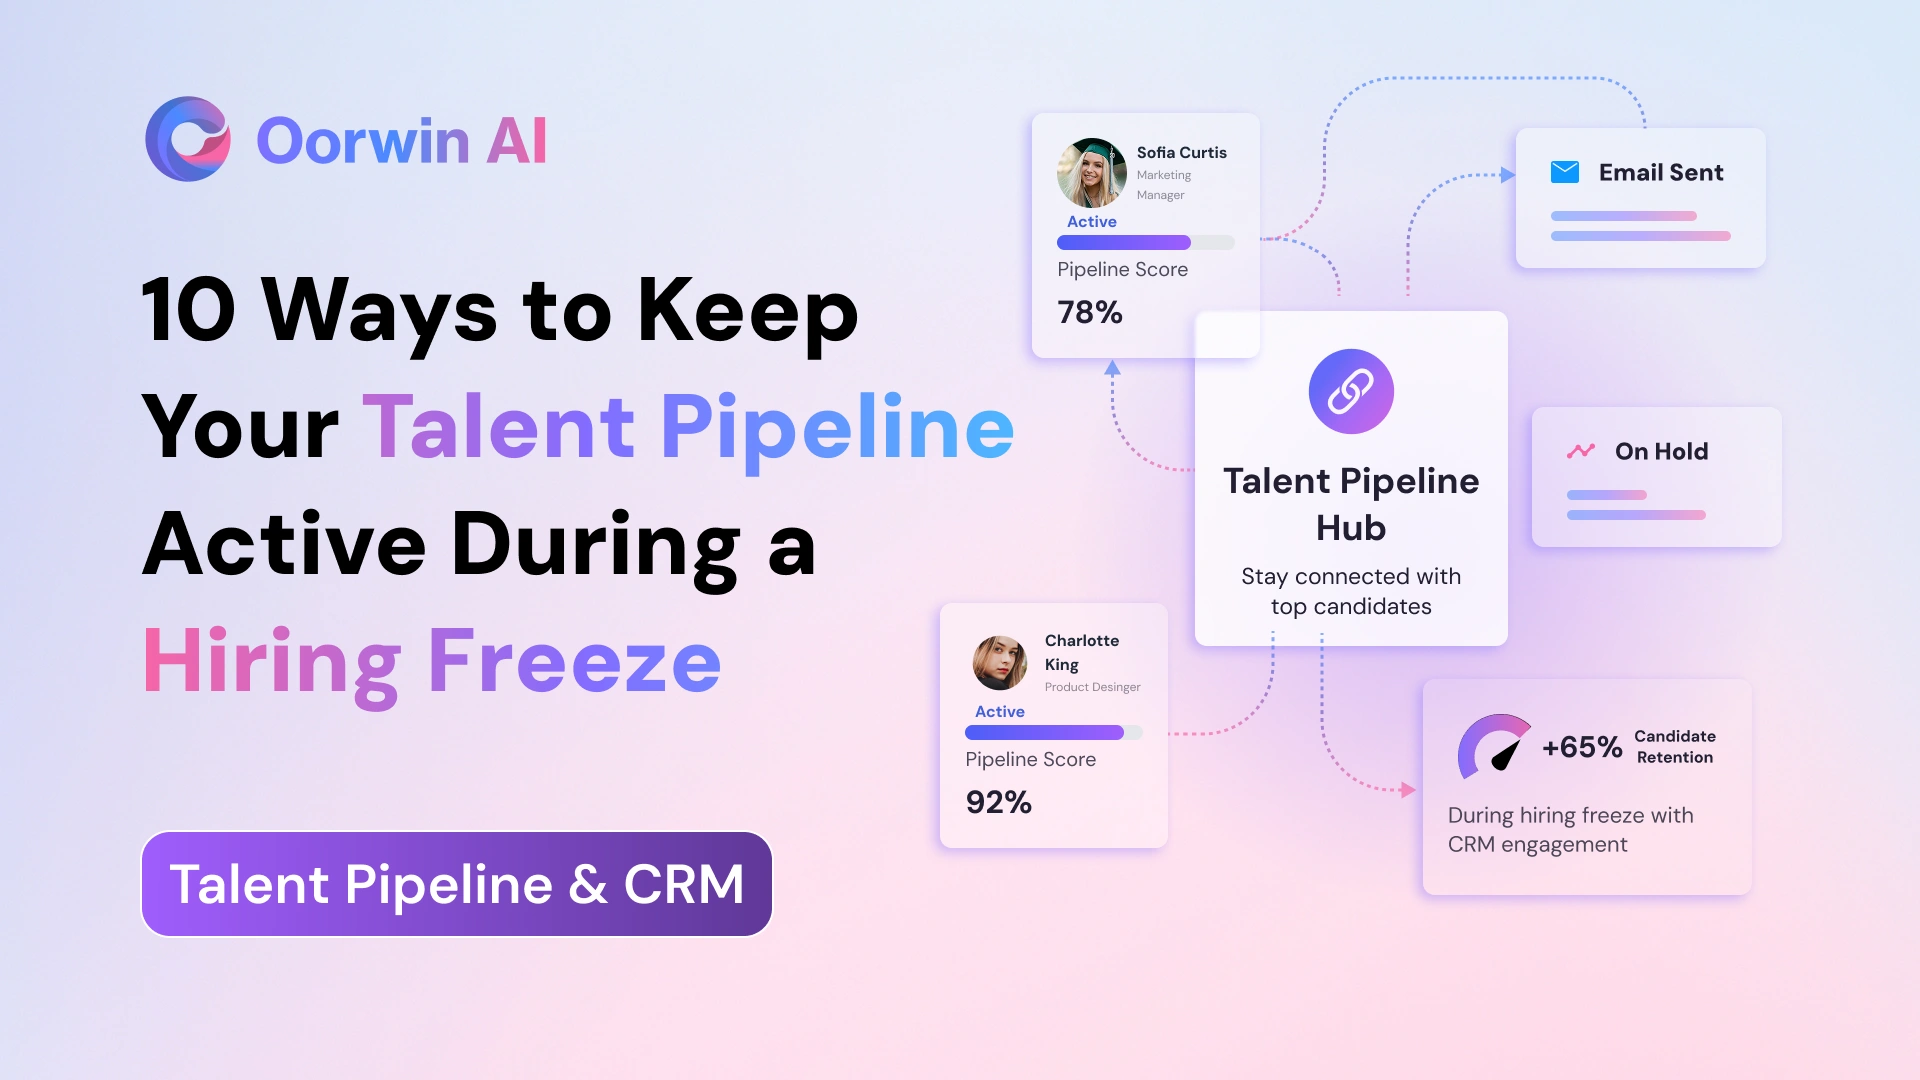 Oorwin AI
10 Ways to Keep
Your Talent Pipeline
Active During a
Hiring Freeze
Talent Pipeline & CRM
Sofia Curtis
Marketing
Manager
Active
Pipeline Score
78%
Email Sent
Talent Pipeline
Hub
Stay connected with
top candidates
On Hold
Charlotte
King
Product Desinger
Active
Pipeline Score
92%
+65%
Candidate
Retention
During hiring freeze with
CRM engagement